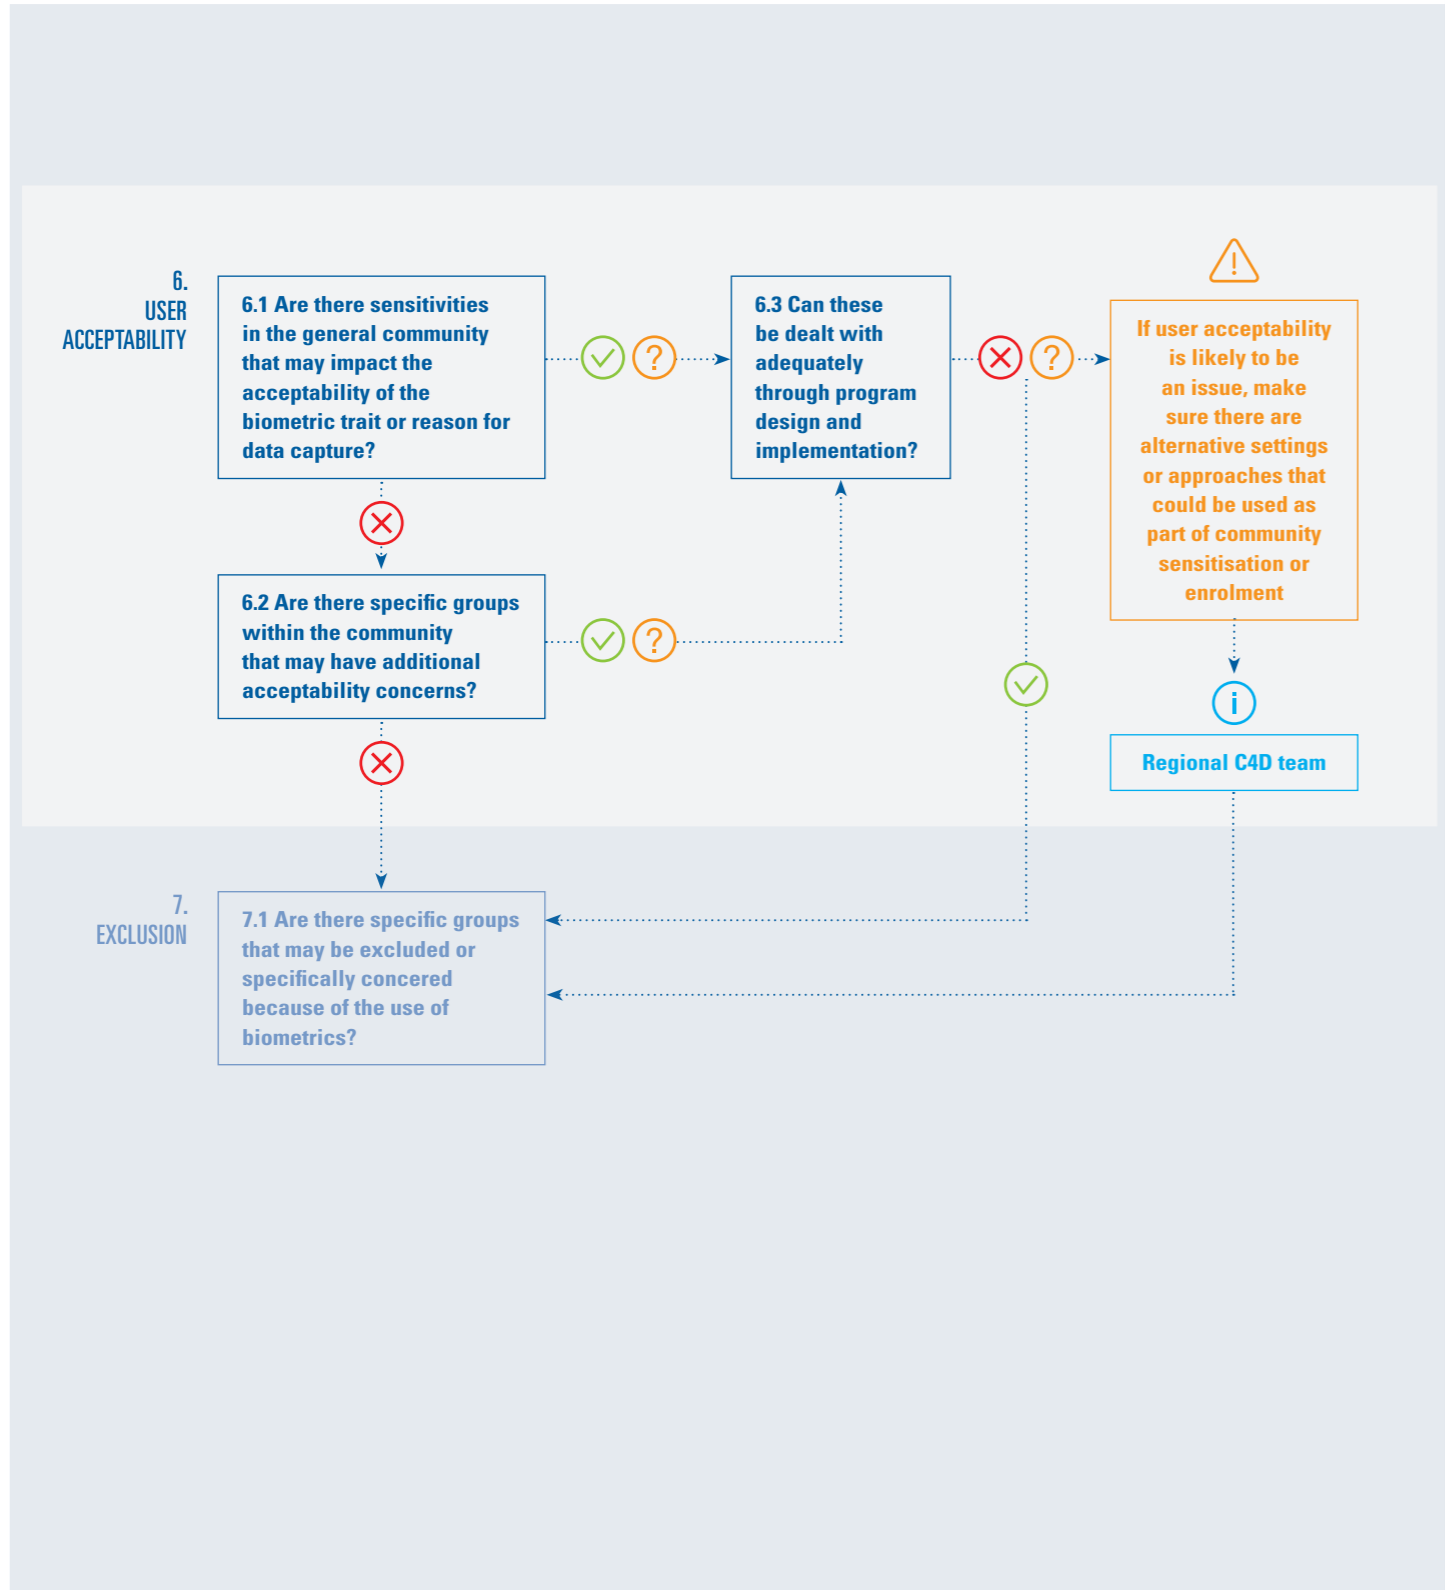 6.
USER
ACCEPTABILITY
6.1 Are there sensitivities
in the general community
that may impact the
acceptability of the
biometric trait or reason for
data capture?
6.3 Can these
be dealt with
adequately
through program
design and
implementation?
If user acceptability
is likely to be
an issue, make
sure there are
alternative settings
or approaches that
could be used as
part of community
sensitisation or
enrolment
6.2 Are there specific groups
within the community
that may have additional
acceptability concerns?
Regional C4D team
7.
EXCLUSION
7.1 Are there specific groups
that may be excluded or
specifically concered
because of the use of
biometrics?